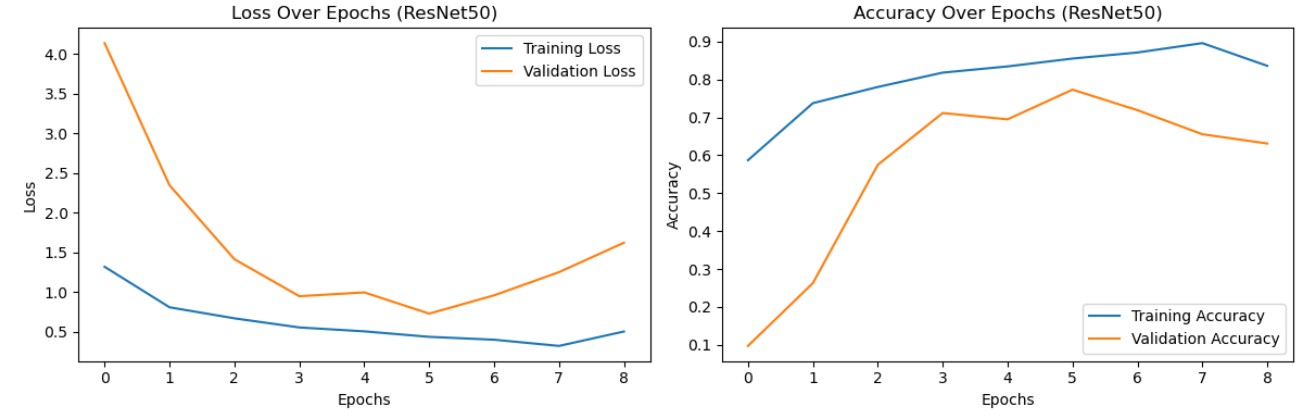 Loss Over Epochs (ResNet50)
Training Loss
Validation Loss
4.0
3.5
3.0
2.5
2.0
1.5
1.0
0.5
Loss
0 1 2 3 4 5 6 7 8
Epochs
Accuracy Over Epochs (ResNet50)
0.9
0.8
0.7
0.6
0.5
0.4
0.3
0.2
0.1
Accuracy
Training Accuracy
Validation Accuracy
0 1 2 3 4 5 6 7 8
Epochs